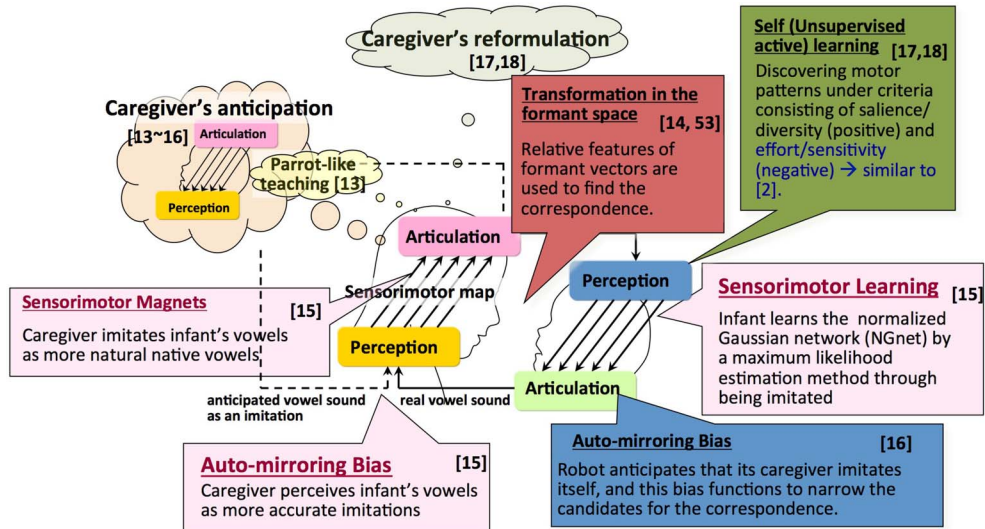 Caregiver's reformulation
[17,18]
Self (Unsupervised
active) learning [17,18]
Discovering motor
patterns under criteria
consisting of salience/
diversity (positive) and
effort/sensitivity
(negative) → similar to
[2].
Caregiver's anticipation
[13~16] Articulation
Perception
Parrot-like
teaching [13]
Transformation in the
formant space
[14, 53]
Relative features of
formant vectors are
used to find the
correspondence.
Articulation
Sensorimotor map
Perception
Perception
Articulation
Sensorimotor Magnets
[15]
Caregiver imitates infant's vowels
as more natural native vowels
Sensorimotor Learning
[15]
Infant learns the normalized
Gaussian network (NGnet) by
a maximum likelihood
estimation method through
being imitated
anticipated vowel sound
as an imitation
real vowel sound
Auto-mirroring Bias
[15]
Caregiver perceives infant's vowels
as more accurate imitations
Auto-mirroring Bias
[16]
Robot anticipates that its caregiver imitates
itself, and this bias functions to narrow the
candidates for the correspondence.